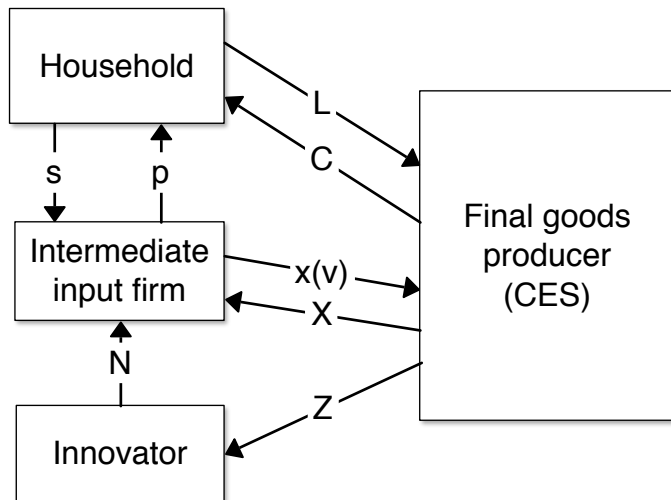 Household
L
C
s
p
Intermediate
input firm
x(v)
X
N
Z
Innovator
Final goods
producer
(CES)